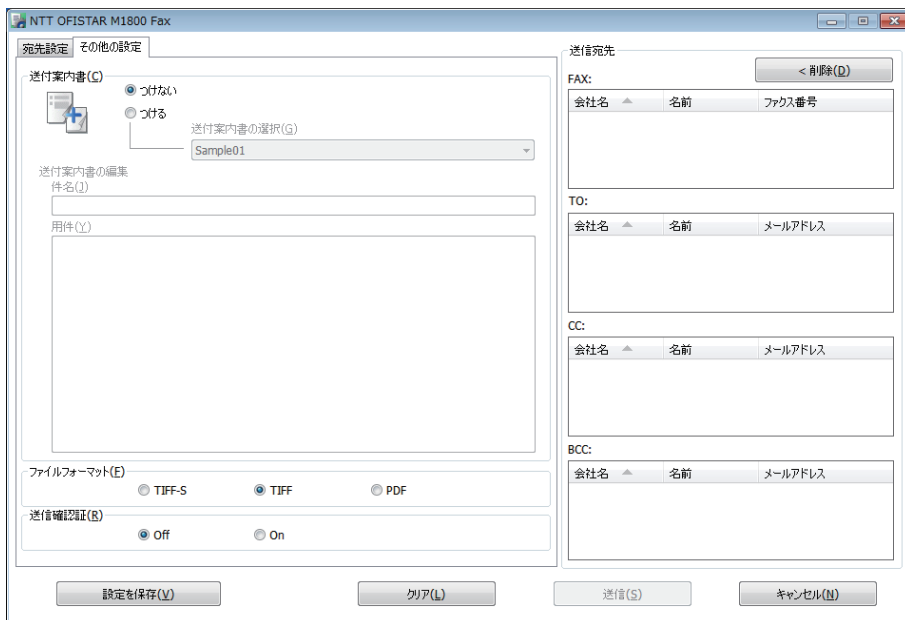 NTT OFISTAR M1800 Fax
宛先設定 その他の設定
送付案内書(C)
つけない
つける
送付案内書の選択(G)
Sample01
送付案内書の編集
件名(J)
用件(Y)
ファイルフォーマット(F)
TIFF-S TIFF PDF
送信確認証(R)
Off On
送信宛先
< 削除(D)
FAX:
会社名 名前 ファクス番号
TO:
会社名 名前 メールアドレス
CC:
会社名 名前 メールアドレス
BCC:
会社名 名前 メールアドレス
設定を保存(V) クリア(L) 送信(S) キャンセル(N)